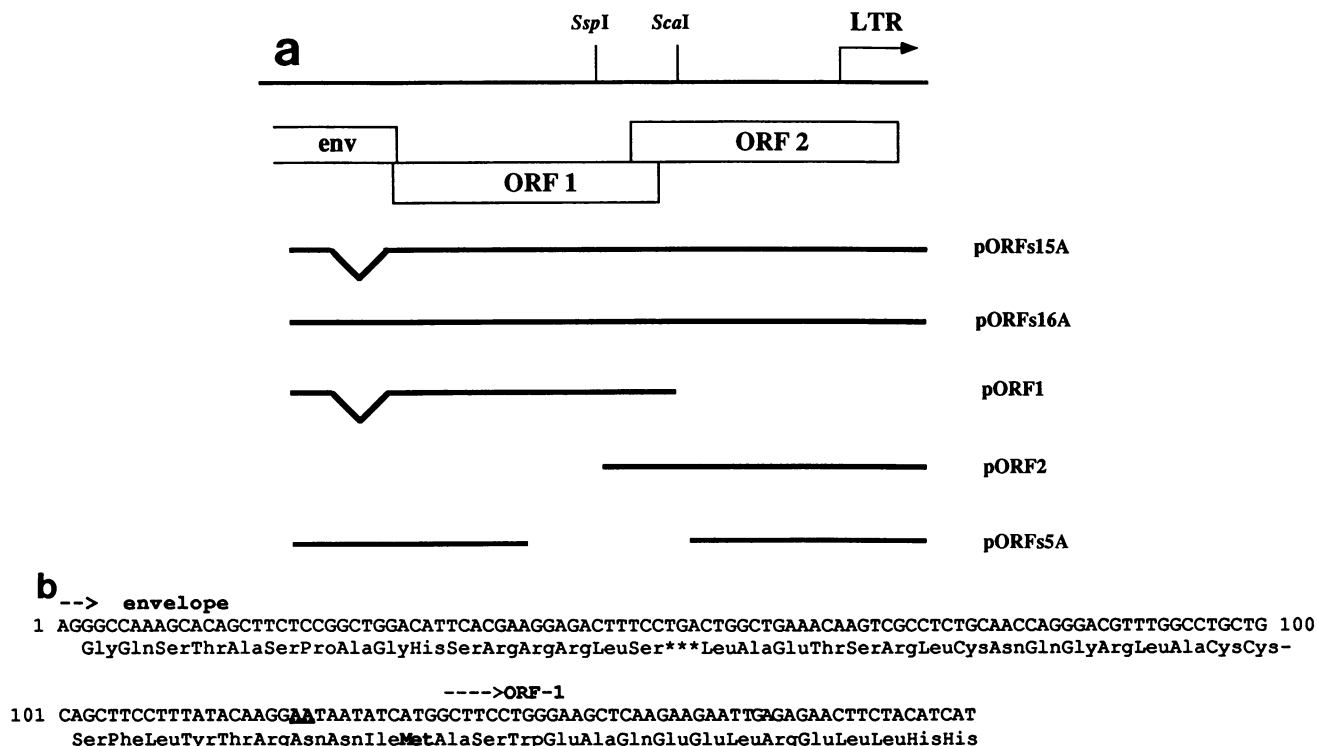 a
SspI ScaI LTR
env ORF 2
ORF 1
pORFs15A
pORFs16A
pORF1
pORF2
pORFs5A
b
--> envelope
1 AGGGCCAAAGCACAGCTTCTCCGGCTGGACATTCACGAAGGAGACTTTCCTGACTGGCTGAAACAAGTCGCCTCTGCAACCAGGGACGTTTGGCCTGCTG 100
GlyGlnSerThrAlaSerProAlaGlyHisSerArgArgArgLeuSer***LeuAlaGluThrSerArgLeuCysAsnGlnGlyArgLeuAlaCysCys-
---->ORF-1
101 CAGCTTCCTTTATACAAGGAATAATATCATGGCTTCCTGGGAAGCTCAAGAAGAATTGAGAGAACTTCTACATCAT
SerPheLeuTyrThrArgAsnAsnIleMetAlaSerTrpGluAlaGlnGluGluLeuArgGluLeuLeuHisHis